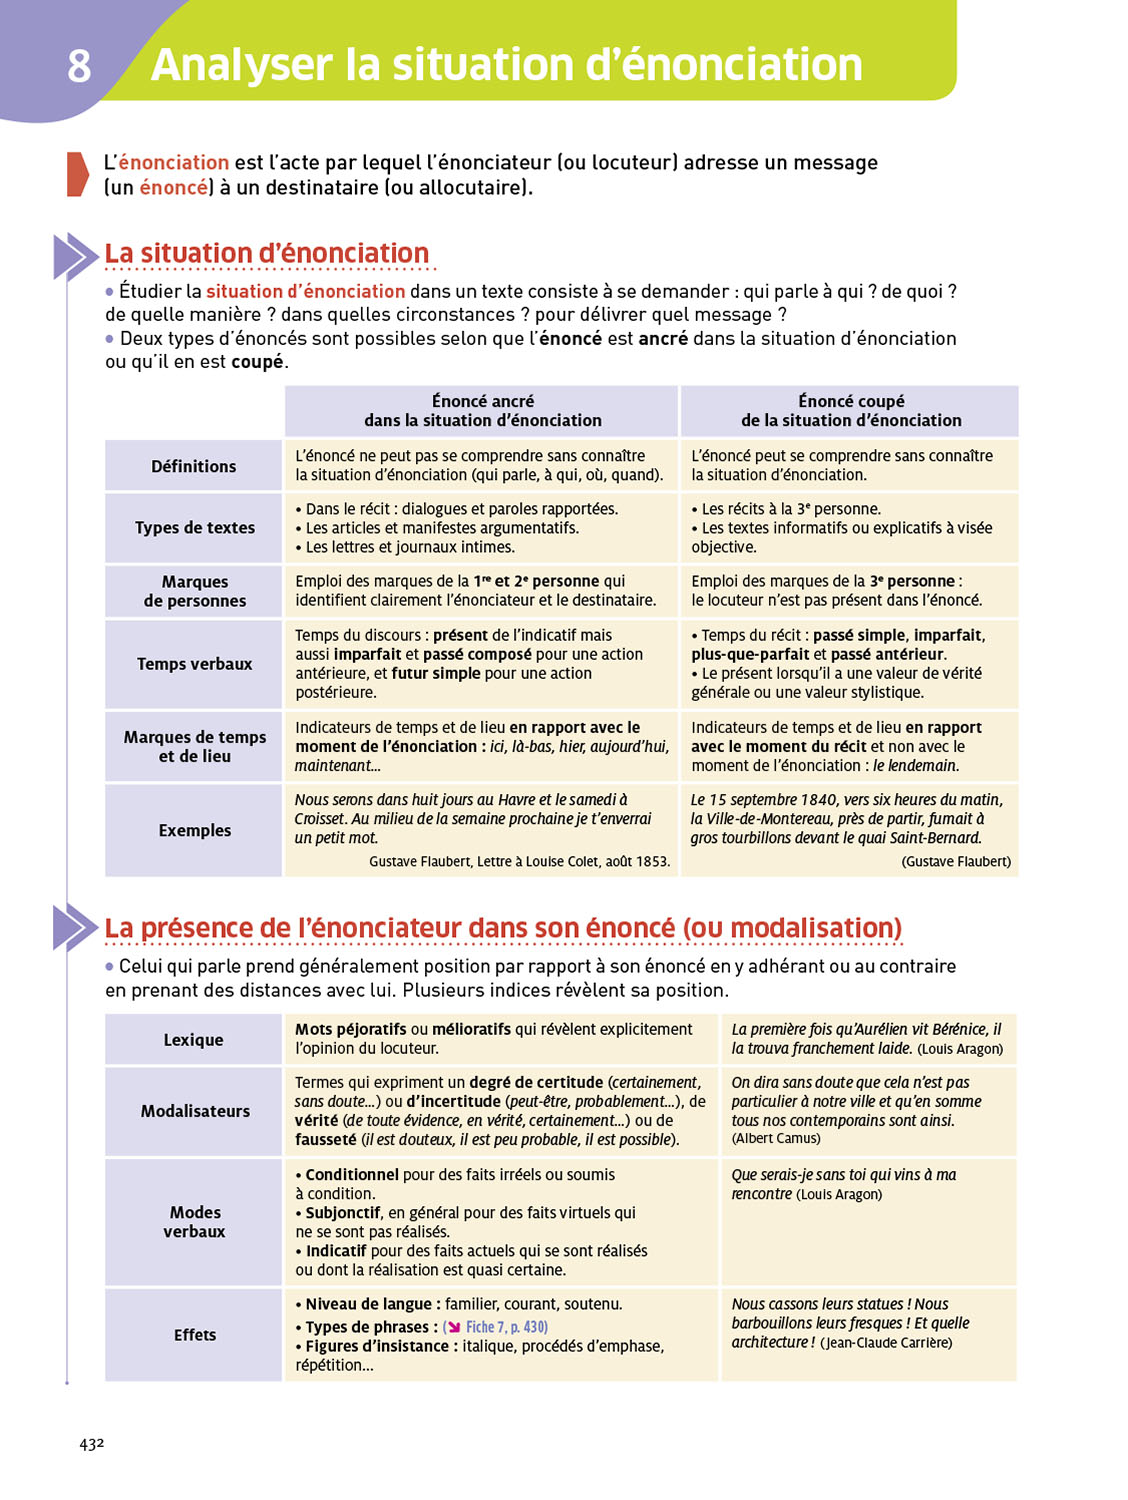 8 Analyser la situation d’énonciation
L’énonciation est l’acte par lequel l’énonciateur (ou locuteur) adresse un message
(un énoncé) à un destinataire (ou allocutaire).
La situation d’énonciation
• Étudier la situation d’énonciation dans un texte consiste à se demander : qui parle à qui ? de quoi ?
de quelle manière ? dans quelles circonstances ? pour délivrer quel message ?
• Deux types d’énoncés sont possibles selon que l’énoncé est ancré dans la situation d’énonciation
ou qu’il en est coupé.
Énoncé ancré
dans la situation d’énonciation
Énoncé coupé
de la situation d’énonciation
Définitions
L’énoncé ne peut pas se comprendre sans connaître
la situation d’énonciation (qui parle, à qui, où, quand).
L’énoncé peut se comprendre sans connaître
la situation d’énonciation.
Types de textes
• Dans le récit : dialogues et paroles rapportées.
• Les articles et manifestes argumentatifs.
• Les lettres et journaux intimes.
• Les récits à la 3e personne.
• Les textes informatifs ou explicatifs à visée
objective.
Marques
de personnes
Emploi des marques de la 1re et 2e personne qui
identifient clairement l’énonciateur et le destinataire.
Emploi des marques de la 3e personne :
le locuteur n’est pas présent dans l’énoncé.
Temps verbaux
Temps du discours : présent de l’indicatif mais
aussi imparfait et passé composé pour une action
antérieure, et futur simple pour une action
postérieure.
• Temps du récit : passé simple, imparfait,
plus-que-parfait et passé antérieur.
• Le présent lorsqu’il a une valeur de vérité
générale ou une valeur stylistique.
Marques de temps
et de lieu
Indicateurs de temps et de lieu en rapport avec le
moment de l’énonciation : ici, là-bas, hier, aujourd’hui,
maintenant...
Indicateurs de temps et de lieu en rapport
avec le moment du récit et non avec le
moment de l’énonciation : le lendemain.
Exemples
Nous serons dans huit jours au Havre et le samedi à
Croisset. Au milieu de la semaine prochaine je t’enverrai
un petit mot.
Gustave Flaubert, Lettre à Louise Colet, août 1853.
Le 15 septembre 1840, vers six heures du matin,
la Ville-de-Montereau, près de partir, fumait à
gros tourbillons devant le quai Saint-Bernard.
(Gustave Flaubert)
La présence de l’énonciateur dans son énoncé (ou modalisation)
• Celui qui parle prend généralement position par rapport à son énoncé en y adhérant ou au contraire
en prenant des distances avec lui. Plusieurs indices révèlent sa position.
Lexique
Mots péjoratifs ou mélioratifs qui révèlent explicitement
l’opinion du locuteur.
La première fois qu’Aurélien vit Bérénice, il
la trouva franchement laide. (Louis Aragon)
Modalisateurs
Termes qui expriment un degré de certitude (certainement,
sans doute...) ou d’incertitude (peut-être, probablement...), de
vérité (de toute évidence, en vérité, certainement...) ou de
fausseté (il est douteux, il est peu probable, il est possible).
On dira sans doute que cela n’est pas
particulier à notre ville et qu’en somme
tous nos contemporains sont ainsi.
(Albert Camus)
Modes
verbaux
• Conditionnel pour des faits irréels ou soumis
à condition.
• Subjonctif, en général pour des faits virtuels qui
ne se sont pas réalisés.
• Indicatif pour des faits actuels qui se sont réalisés
ou dont la réalisation est quasi certaine.
Que serais-je sans toi qui vins à ma
rencontre (Louis Aragon)
Effets
• Niveau de langue : familier, courant, soutenu.
• Types de phrases : (➘ Fiche 7, p. 430)
• Figures d’insistance : italique, procédés d’emphase,
répétition...
Nous cassons leurs statues ! Nous
barbouillons leurs fresques ! Et quelle
architecture ! (Jean-Claude Carrière)
432